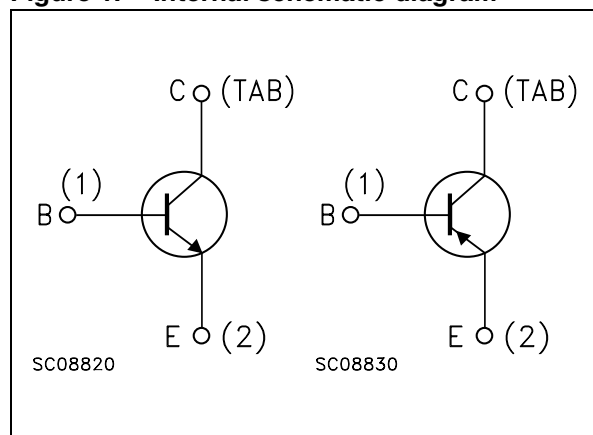 Figure 1. Internal schematic diagram
C (TAB)
(1)
B
E (2)
SC08820
C (TAB)
(1)
B
E (2)
SC08830